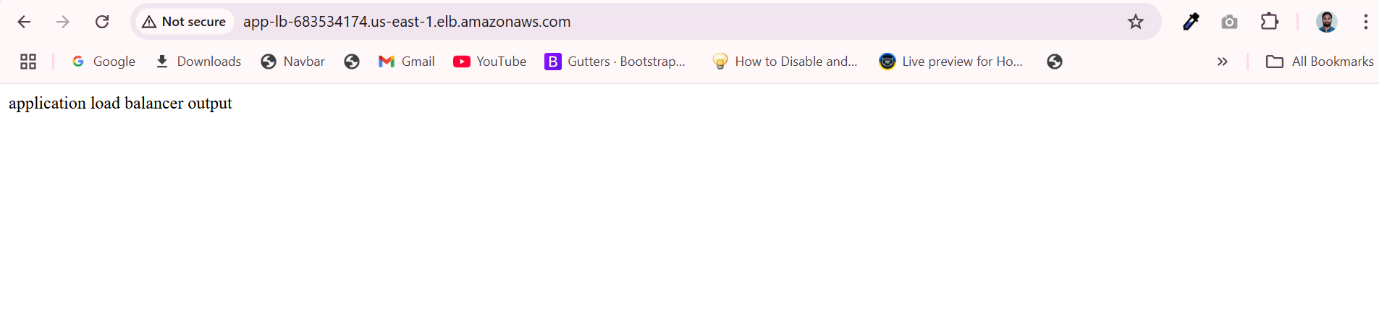 Not secure app-lb-683534174.us-east-1.elb.amazonaws.com
Google Downloads Navbar Gmail YouTube B Gutters · Bootstrap... How to Disable and... Live preview for Ho... » All Bookmarks
application load balancer output